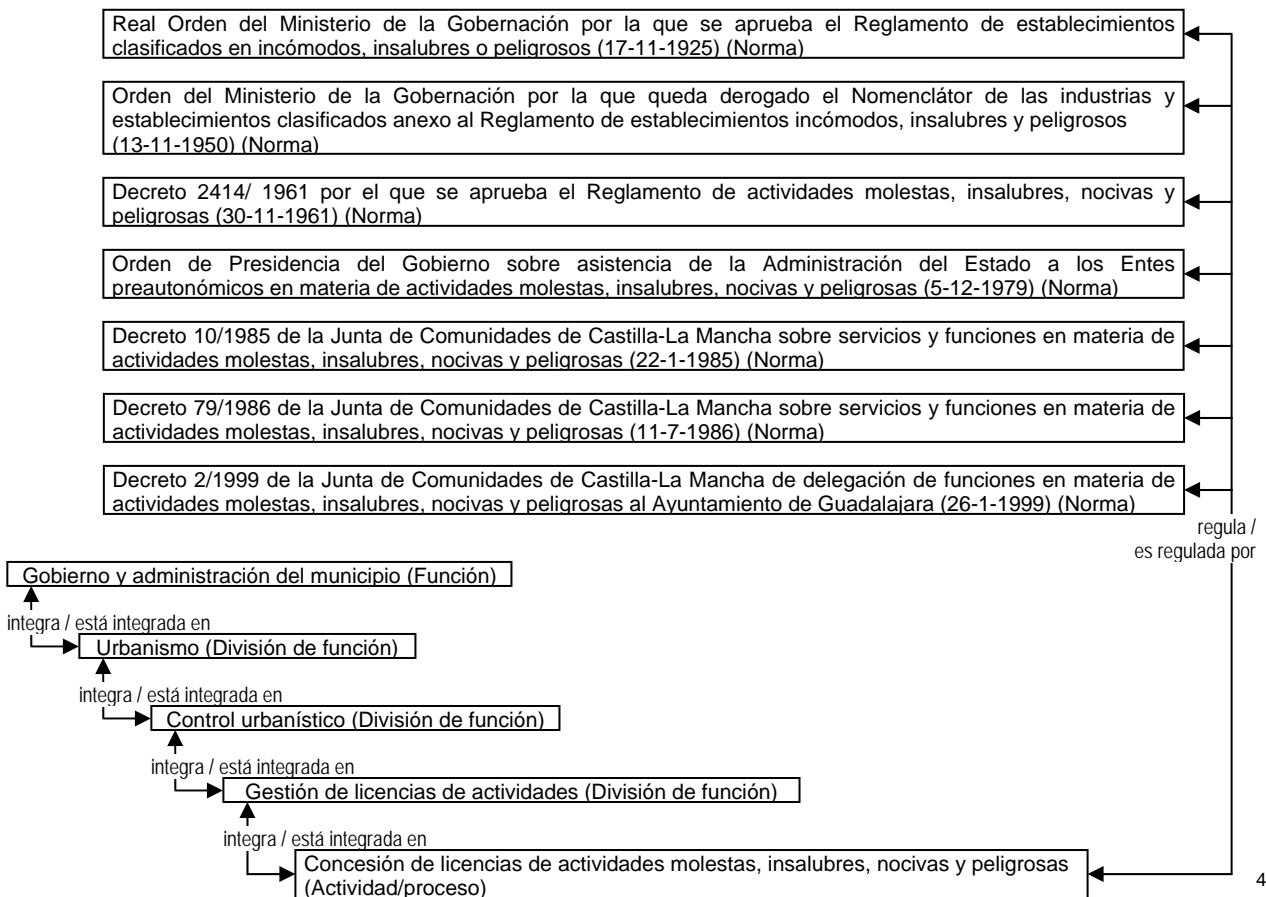 Real Orden del Ministerio de la Gobernación por la que se aprueba el Reglamento de establecimientos
clasificados en incómodos, insalubres o peligrosos (17-11-1925) (Norma)
Orden del Ministerio de la Gobernación por la que queda derogado el Nomenclátor de las industrias y
establecimientos clasificados anexo al Reglamento de establecimientos incómodos, insalubres y peligrosos
(13-11-1950) (Norma)
Decreto 2414/ 1961 por el que se aprueba el Reglamento de actividades molestas, insalubres, nocivas y
peligrosas (30-11-1961) (Norma)
Orden de Presidencia del Gobierno sobre asistencia de la Administración del Estado a los Entes
preautonómicos en materia de actividades molestas, insalubres, nocivas y peligrosas (5-12-1979) (Norma)
Decreto 10/1985 de la Junta de Comunidades de Castilla-La Mancha sobre servicios y funciones en materia de
actividades molestas, insalubres, nocivas y peligrosas (22-1-1985) (Norma)
Decreto 79/1986 de la Junta de Comunidades de Castilla-La Mancha sobre servicios y funciones en materia de
actividades molestas, insalubres, nocivas y peligrosas (11-7-1986) (Norma)
Decreto 2/1999 de la Junta de Comunidades de Castilla-La Mancha de delegación de funciones en materia de
actividades molestas, insalubres, nocivas y peligrosas al Ayuntamiento de Guadalajara (26-1-1999) (Norma)
regula /
es regulada por
Gobierno y administración del municipio (Función)
integra / está integrada en
Urbanismo (División de función)
integra / está integrada en
Control urbanístico (División de función)
integra / está integrada en
Gestión de licencias de actividades (División de función)
integra / está integrada en
Concesión de licencias de actividades molestas, insalubres, nocivas y peligrosas
(Actividad/proceso)
4